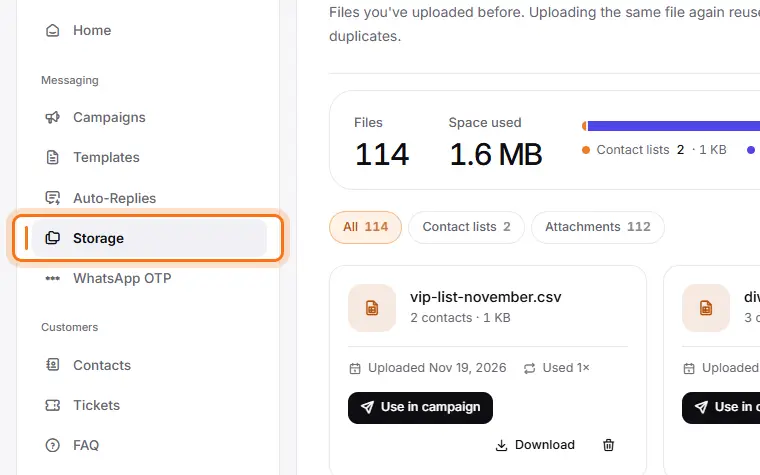 Home
Messaging
Campaigns
Templates
Auto-Replies
Storage
WhatsApp OTP
Customers
Contacts
Tickets
FAQ
Files you've uploaded before. Uploading the same file again reuse
duplicates.
Files
114
Space used
1.6 MB
Contact lists 2 · 1 KB
All 114
Contact lists 2
Attachments 112
vip-list-november.csv
2 contacts · 1 KB
Uploaded Nov 19, 2026
Used 1×
Use in campaign
Download
3 c
Uploaded
Use in c